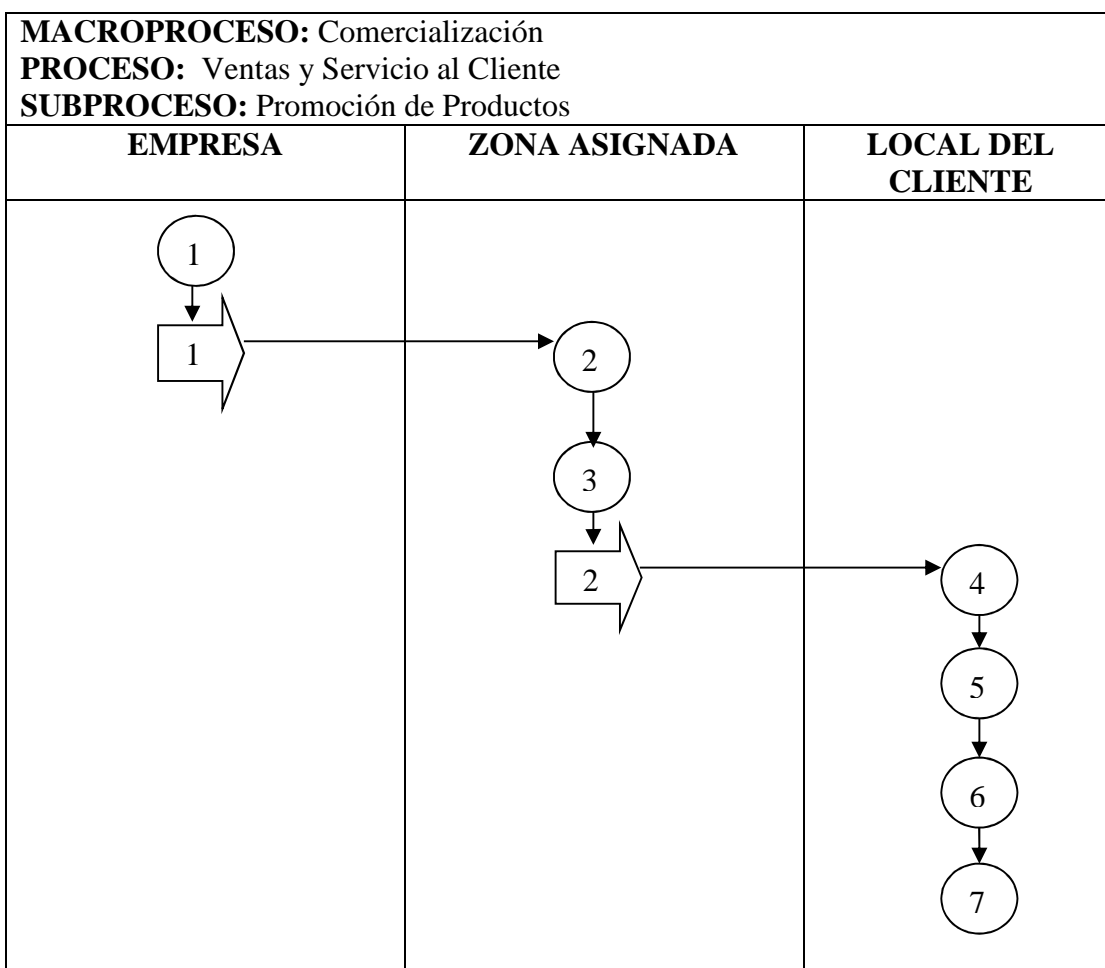 MACROPROCESO: Comercialización
PROCESO: Ventas y Servicio al Cliente
SUBPROCESO: Promoción de Productos
EMPRESA
ZONA ASIGNADA
LOCAL DEL
CLIENTE
1
1
2
3
2
4
5
6
7